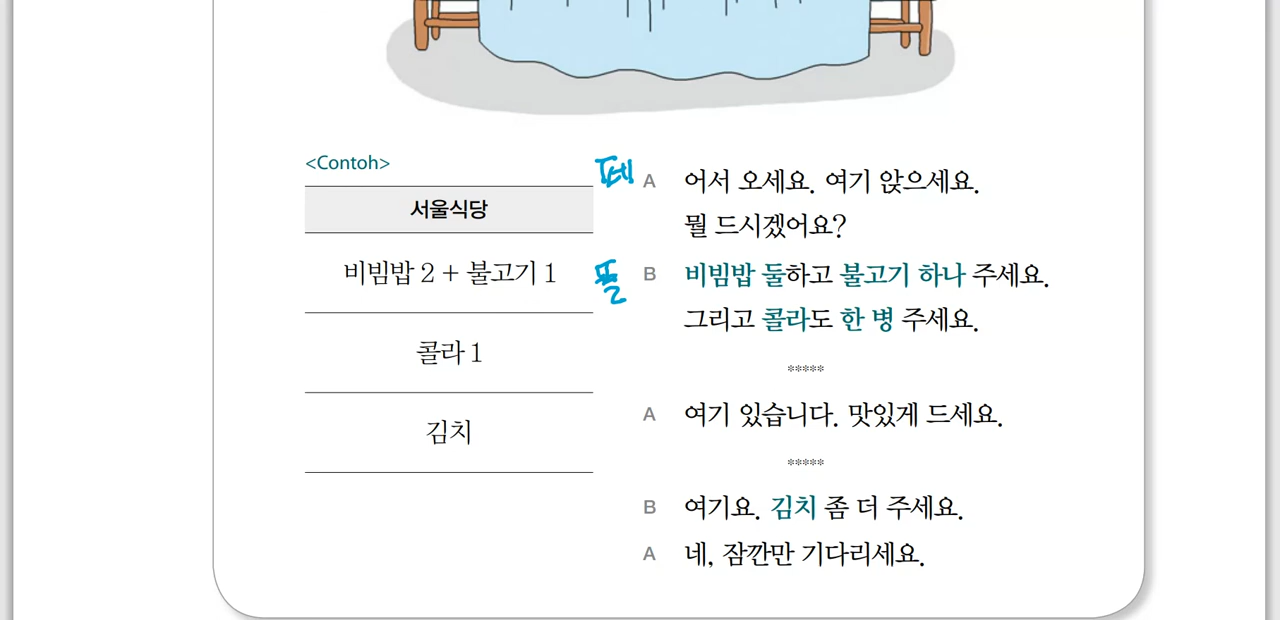 <Contoh>
서울식당
비빔밥 2 + 불고기 1
콜라 1
김치
A 어서 오세요. 여기 앉으세요.
뭘 드시겠어요?
B 비빔밥 둘하고 불고기 하나 주세요.
그리고 콜라도 한 병 주세요.
*****
A 여기 있습니다. 맛있게 드세요.
*****
B 여기요. 김치 좀 더 주세요.
A 네, 잠깐만 기다리세요.